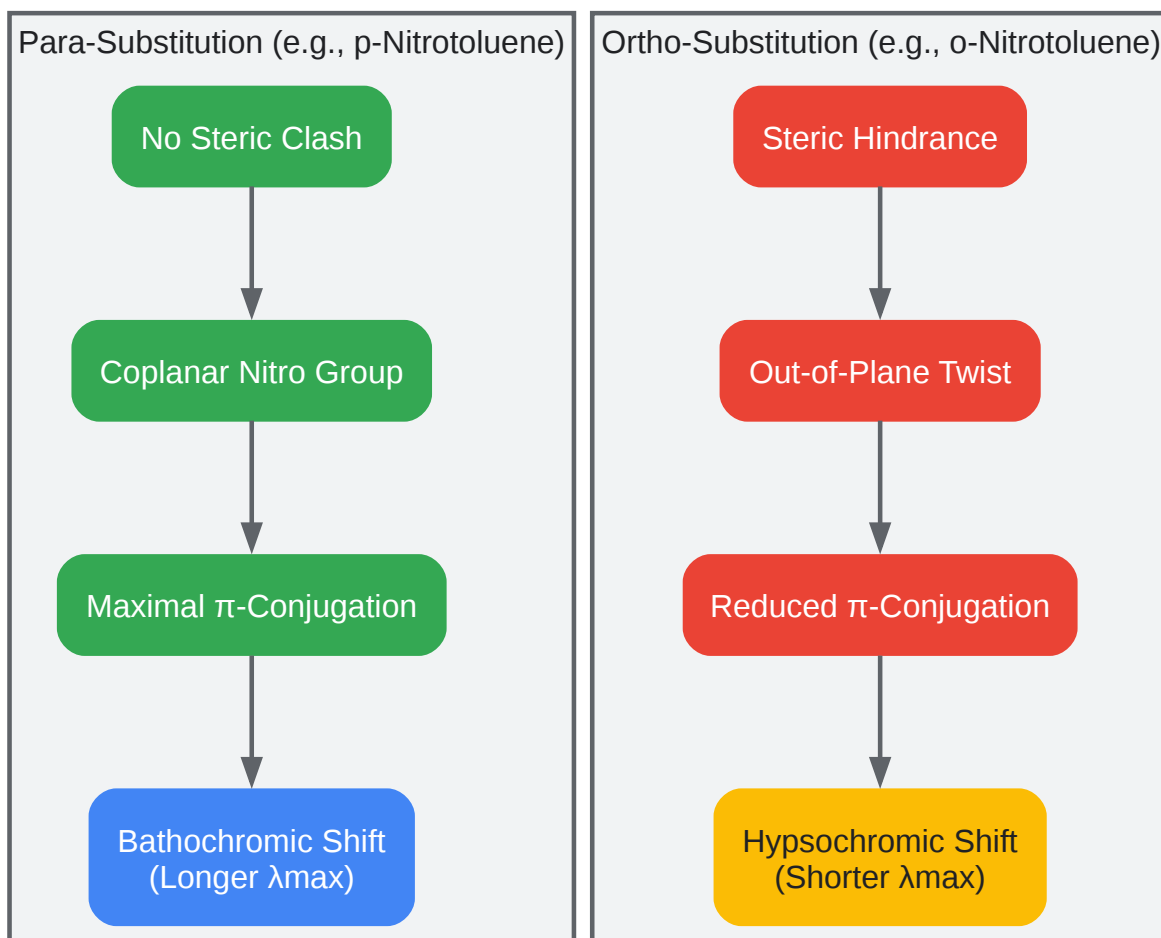 Para-Substitution (e.g., p-Nitrotoluene)
No Steric Clash
Coplanar Nitro Group
Maximal π-Conjugation
Bathochromic Shift
(Longer λmax)
Ortho-Substitution (e.g., o-Nitrotoluene)
Steric Hindrance
Out-of-Plane Twist
Reduced π-Conjugation
Hypsochromic Shift
(Shorter λmax)